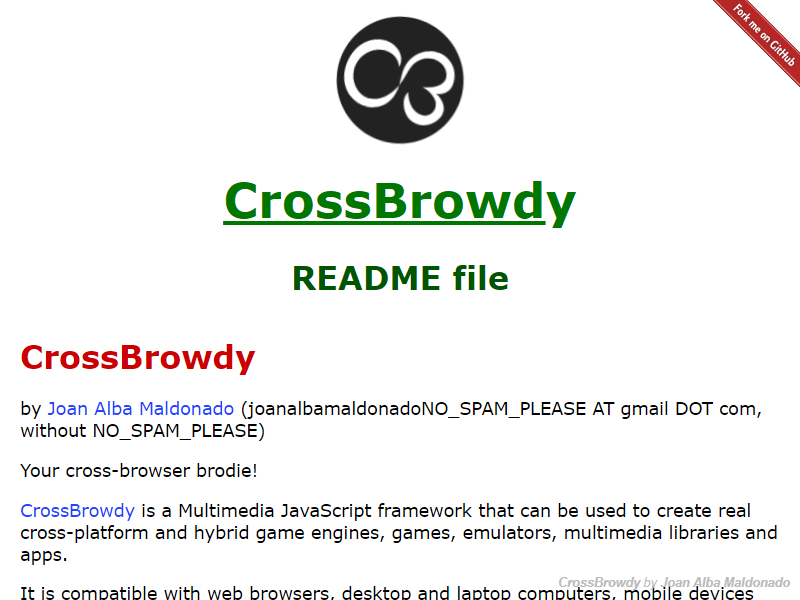 Fork me on GitHub
CB
CrossBrowdy
README file
CrossBrowdy
by Joan Alba Maldonado (joanalbamaldonadoNO_SPAM_PLEASE AT gmail DOT com,
without NO_SPAM_PLEASE)
Your cross-browser brodie!
CrossBrowdy is a Multimedia JavaScript framework that can be used to create real
cross-platform and hybrid game engines, games, emulators, multimedia libraries and
apps.
CrossBrowdy by Joan Alba Maldonado
It is compatible with web browsers, desktop and laptop computers, mobile devices